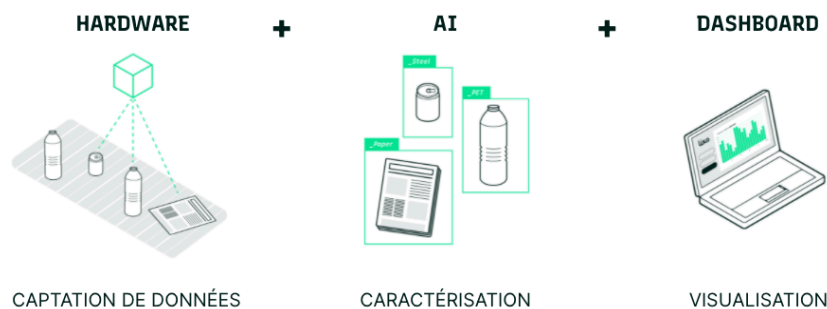 HARDWARE + AI + DASHBOARD
_Steel
_PET
_Paper
CAPTATION DE DONNÉES
CARACTÉRISATION
VISUALISATION